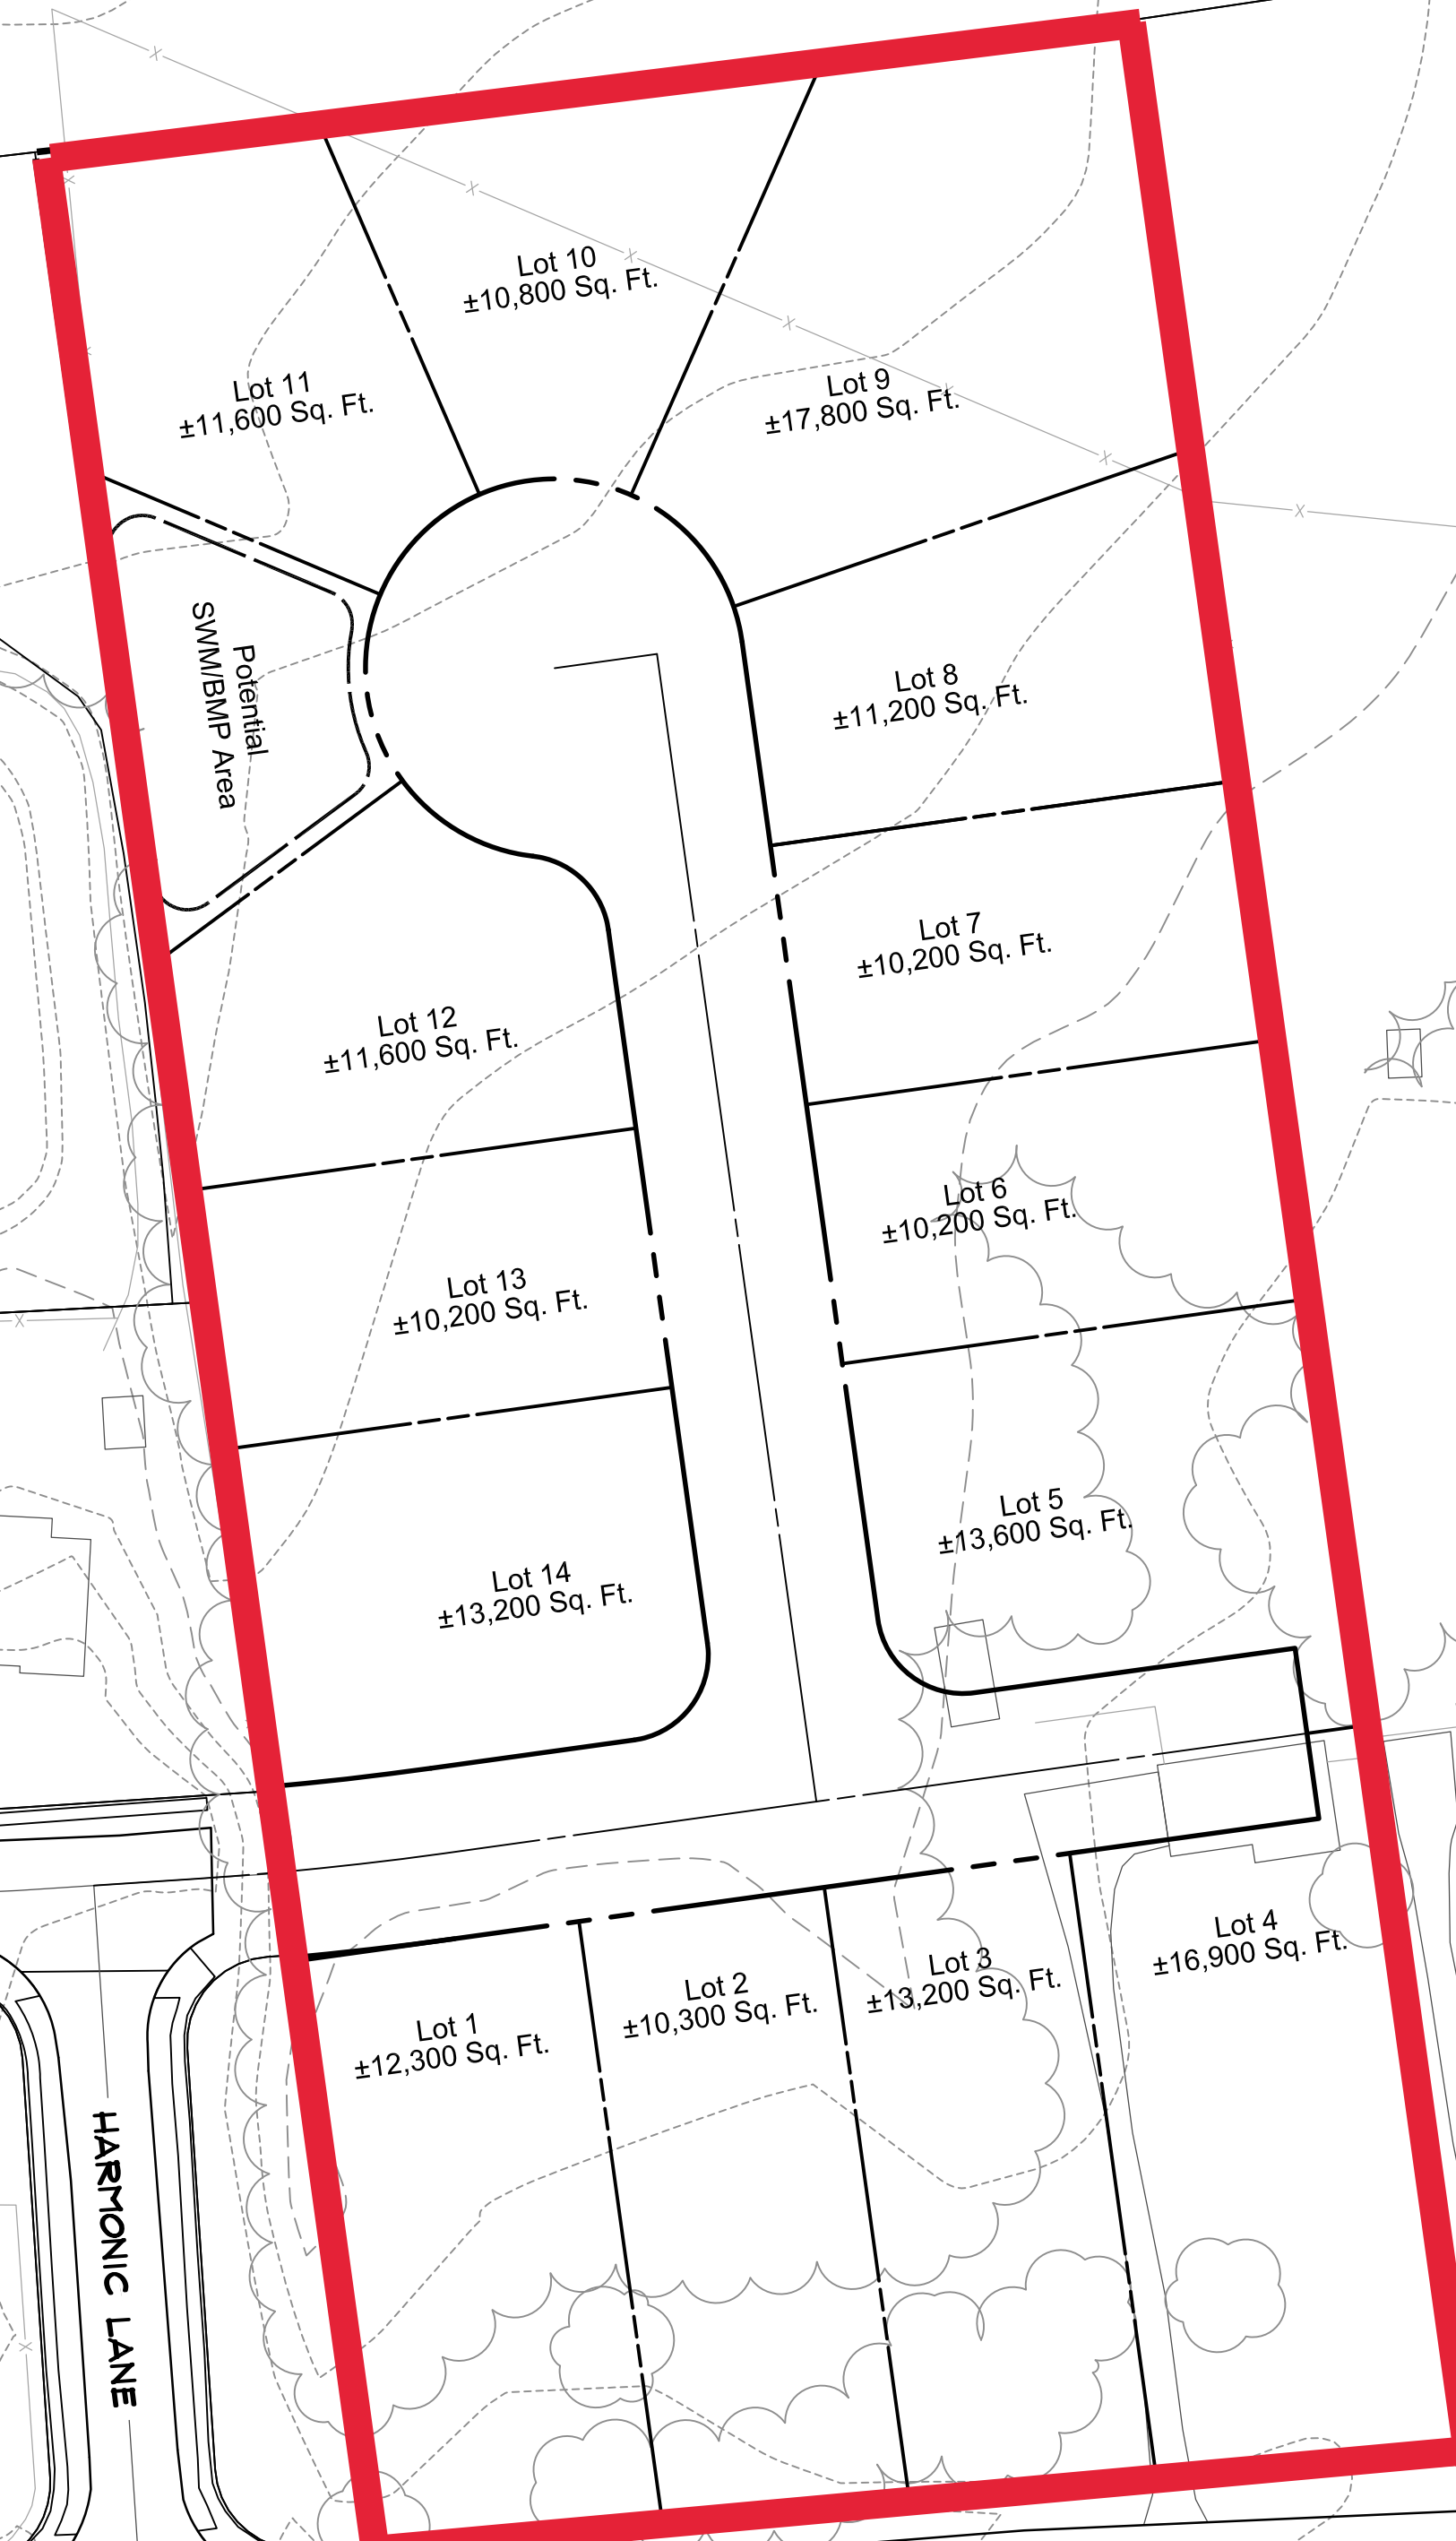 Lot 10
±10,800 Sq. Ft.
Lot 11
±11,600 Sq. Ft.
Lot 9
±17,800 Sq. Ft.
Potential
SWM/BMP Area
Lot 8
±11,200 Sq. Ft.
Lot 7
±10,200 Sq. Ft.
Lot 12
±11,600 Sq. Ft.
Lot 6
±10,200 Sq. Ft.
Lot 13
±10,200 Sq. Ft.
Lot 5
±13,600 Sq. Ft.
Lot 14
±13,200 Sq. Ft.
Lot 4
±16,900 Sq. Ft.
Lot 3
±13,200 Sq. Ft.
Lot 2
±10,300 Sq. Ft.
Lot 1
±12,300 Sq. Ft.
HARMONIC LANE